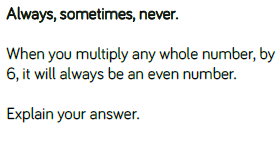 Always, sometimes, never.
When you multiply any whole number, by
6, it will always be an even number.
Explain your answer.